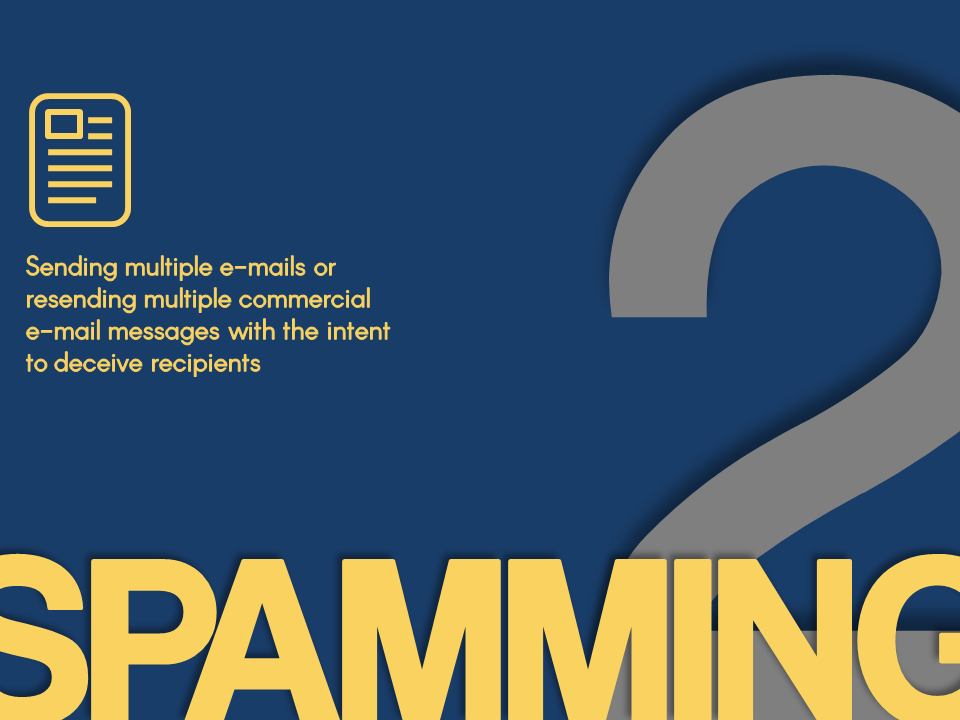 2
Sending multiple e-mails or
resending multiple commercial
e-mail messages with the intent
to deceive recipients
SPAMMING